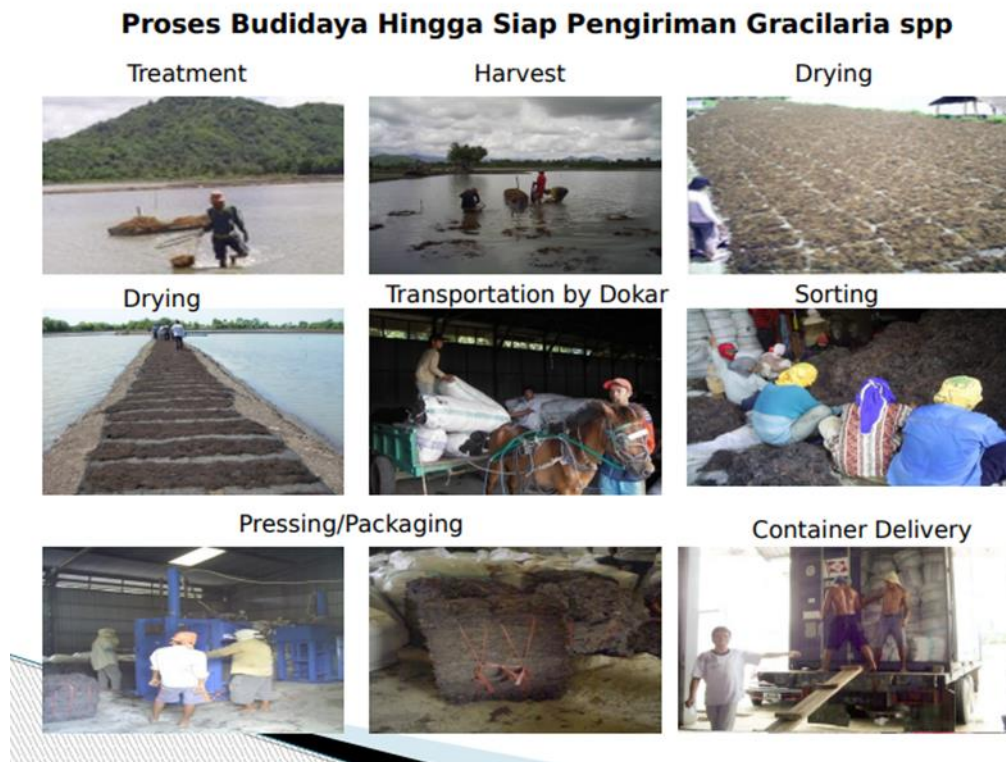 Proses Budidaya Hingga Siap Pengiriman Gracilaria spp
Treatment
Harvest
Drying
Drying
Transportation by Dokar
Sorting
Pressing/Packaging
Container Delivery